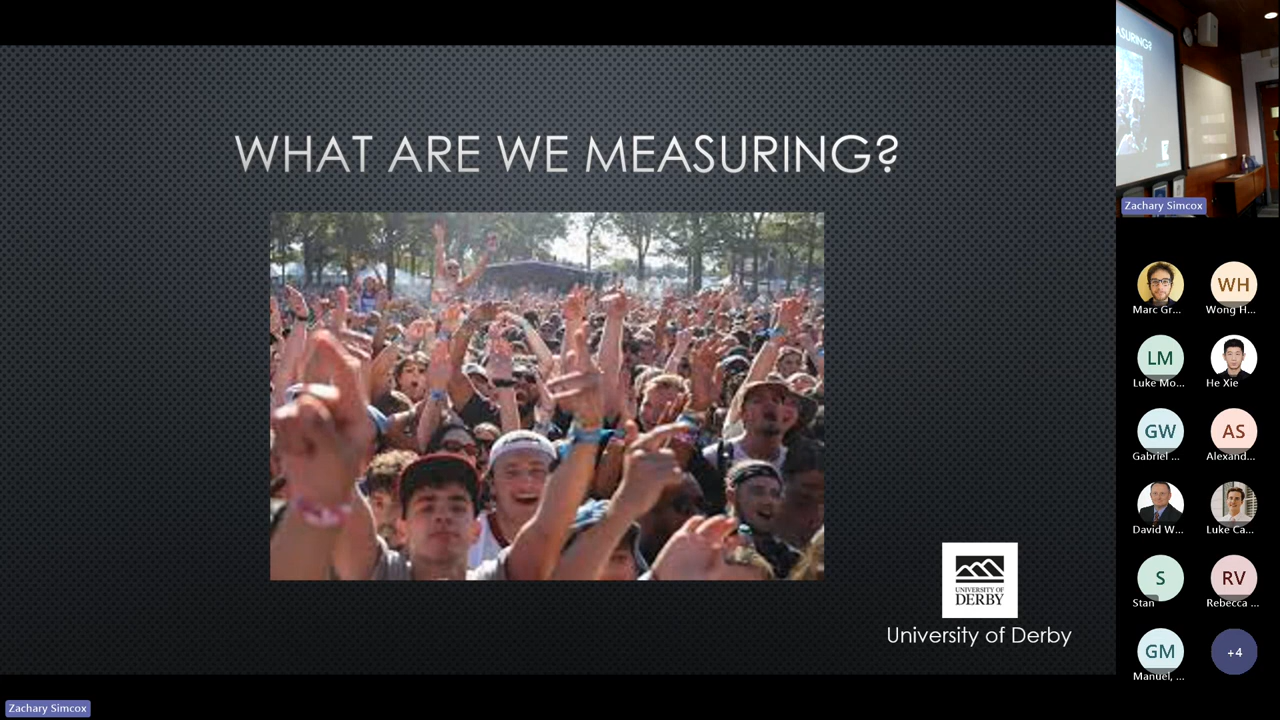 WHAT ARE WE MEASURING?
UNIVERSITY OF
DERBY
University of Derby
Zachary Simcox
ASURING?
Zachary Simcox
Marc Gr...
WH
Wong H...
LM
Luke Mo...
He Xie
GW
Gabriel ...
AS
Alexand...
David W...
Luke Ca...
S
Stan
RV
Rebecca ...
GM
Manuel, ...
+4